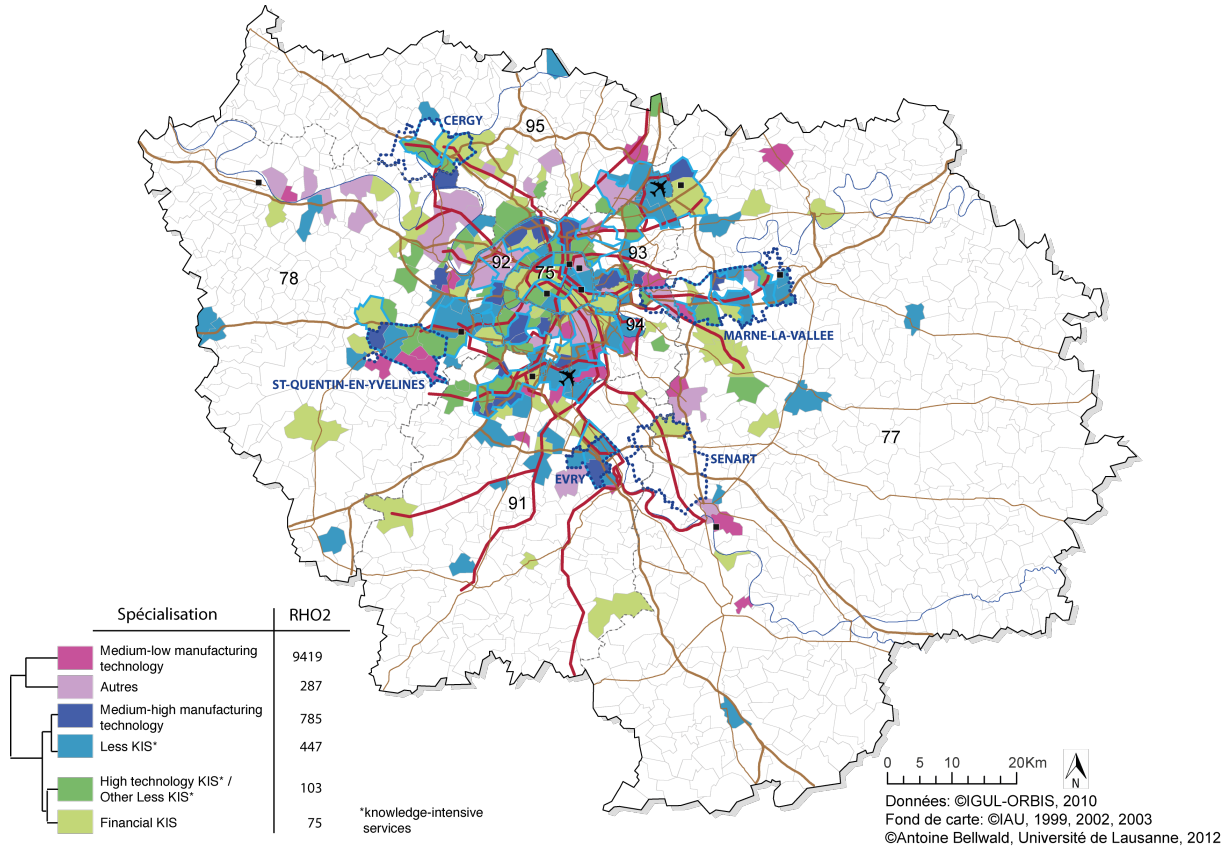 CERGY
95
78
92
75
93
94
MARNE-LA-VALLEE
ST-QUENTIN-EN-YVELINES
77
SENART
EVRY
91
Spécialisation
RHO2
Medium-low manufacturing
technology
9419
Autres
287
Medium-high manufacturing
technology
785
Less KIS*
447
High technology KIS* /
Other Less KIS*
103
Financial KIS
75
*knowledge-intensive
services
0 5 10 20Km
N
Données: ©IGUL-ORBIS, 2010
Fond de carte: ©IAU, 1999, 2002, 2003
©Antoine Bellwald, Université de Lausanne, 2012